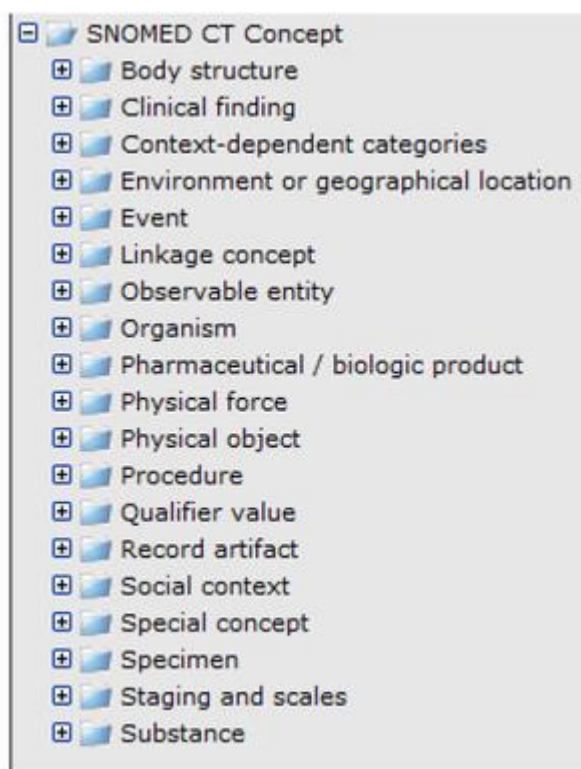 SNOMED CT Concept
Body structure
Clinical finding
Context-dependent categories
Environment or geographical location
Event
Linkage concept
Observable entity
Organism
Pharmaceutical / biologic product
Physical force
Physical object
Procedure
Qualifier value
Record artifact
Social context
Special concept
Specimen
Staging and scales
Substance